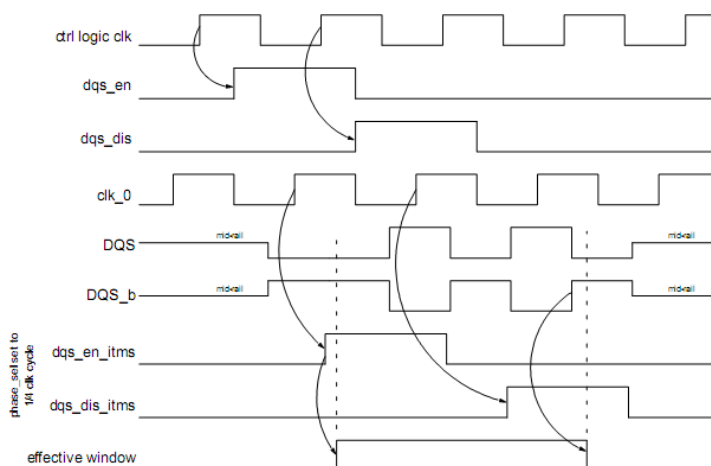 ctrl logic clk
dqs_en
dqs_dis
clk_0
mid-rail mid-rail
DQS
DQS_b
mid-rail mid-rail
phase_sel set to
1/4 clk cycle
dqs_en_itms
dqs_dis_itms
effective window